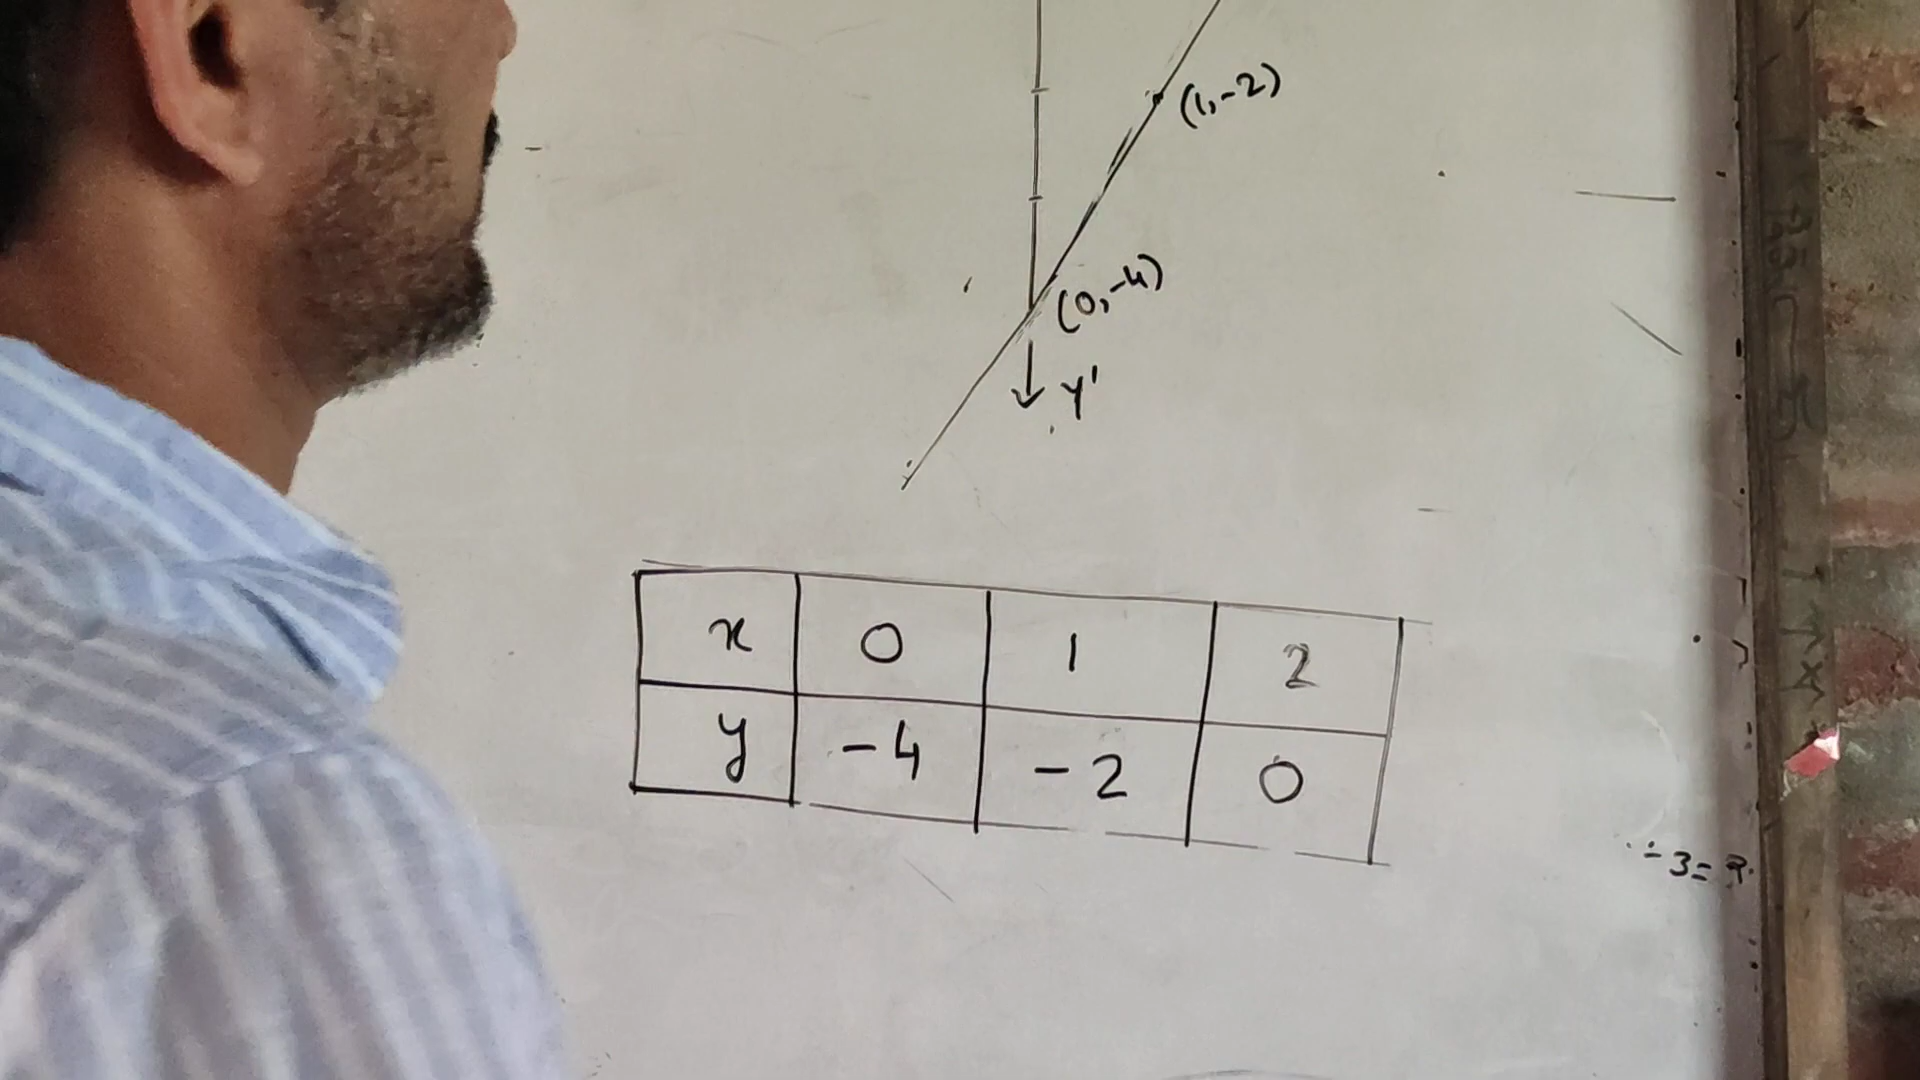 (1,-2)
(0,-4)
y'
x 0 1 2
y -4 -2 0